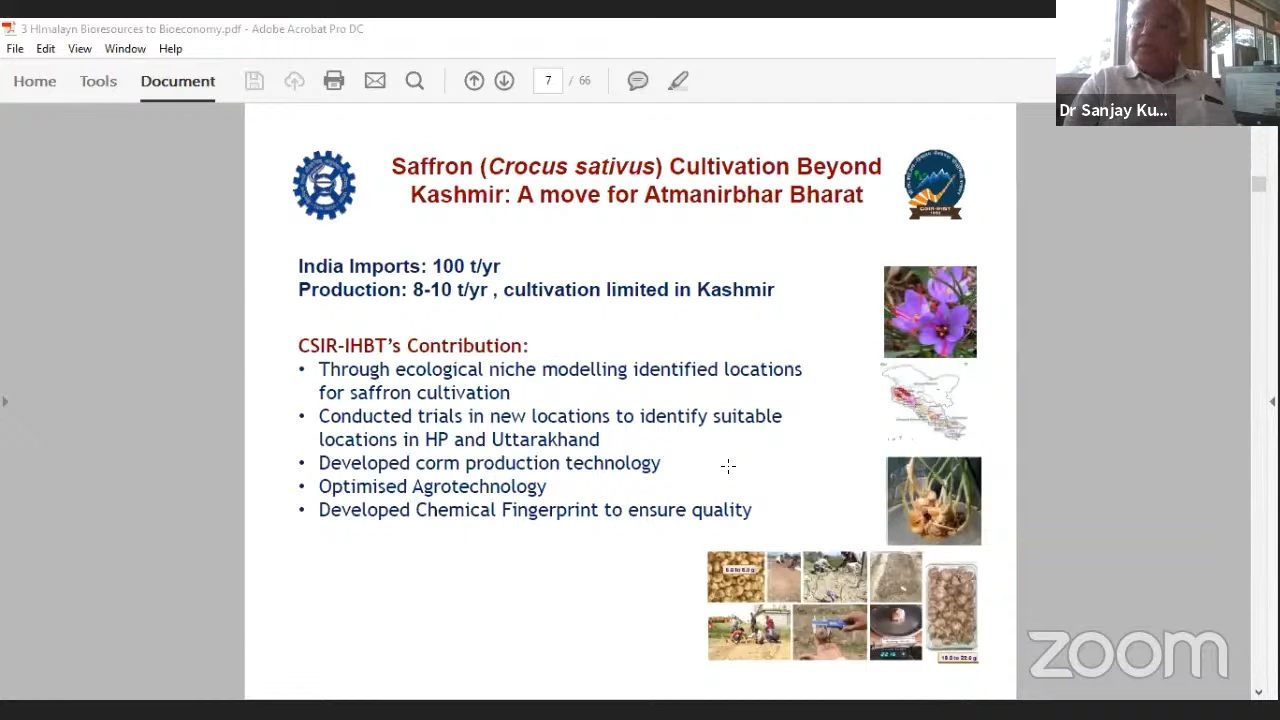 3 HImalayn Bioresources to Bioeconomy.pdf - Adobe Acrobat Pro DC
File Edit View Window Help
Home Tools Document 7 / 66
Dr Sanjay Ku...
Saffron (Crocus sativus) Cultivation Beyond
Kashmir: A move for Atmanirbhar Bharat
CSIR-IHBT
India Imports: 100 t/yr
Production: 8-10 t/yr , cultivation limited in Kashmir
CSIR-IHBT’s Contribution:
• Through ecological niche modelling identified locations
for saffron cultivation
• Conducted trials in new locations to identify suitable
locations in HP and Uttarakhand
• Developed corm production technology
• Optimised Agrotechnology
• Developed Chemical Fingerprint to ensure quality
zoom